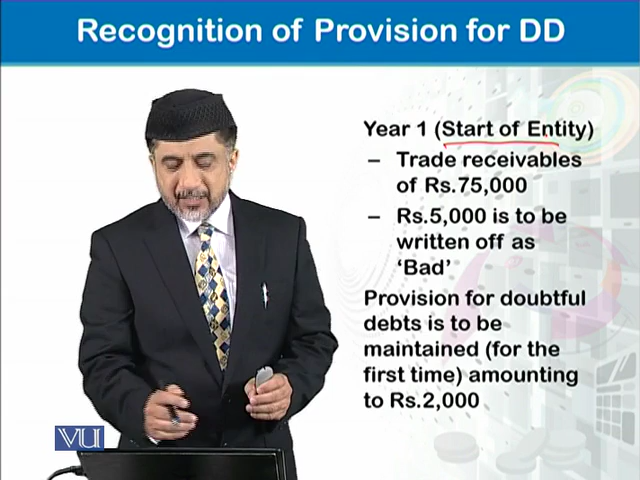 Recognition of Provision for DD
Year 1 (Start of Entity)
– Trade receivables
of Rs.75,000
– Rs.5,000 is to be
written off as
‘Bad’
Provision for doubtful
debts is to be
maintained (for the
first time) amounting
to Rs.2,000
VU